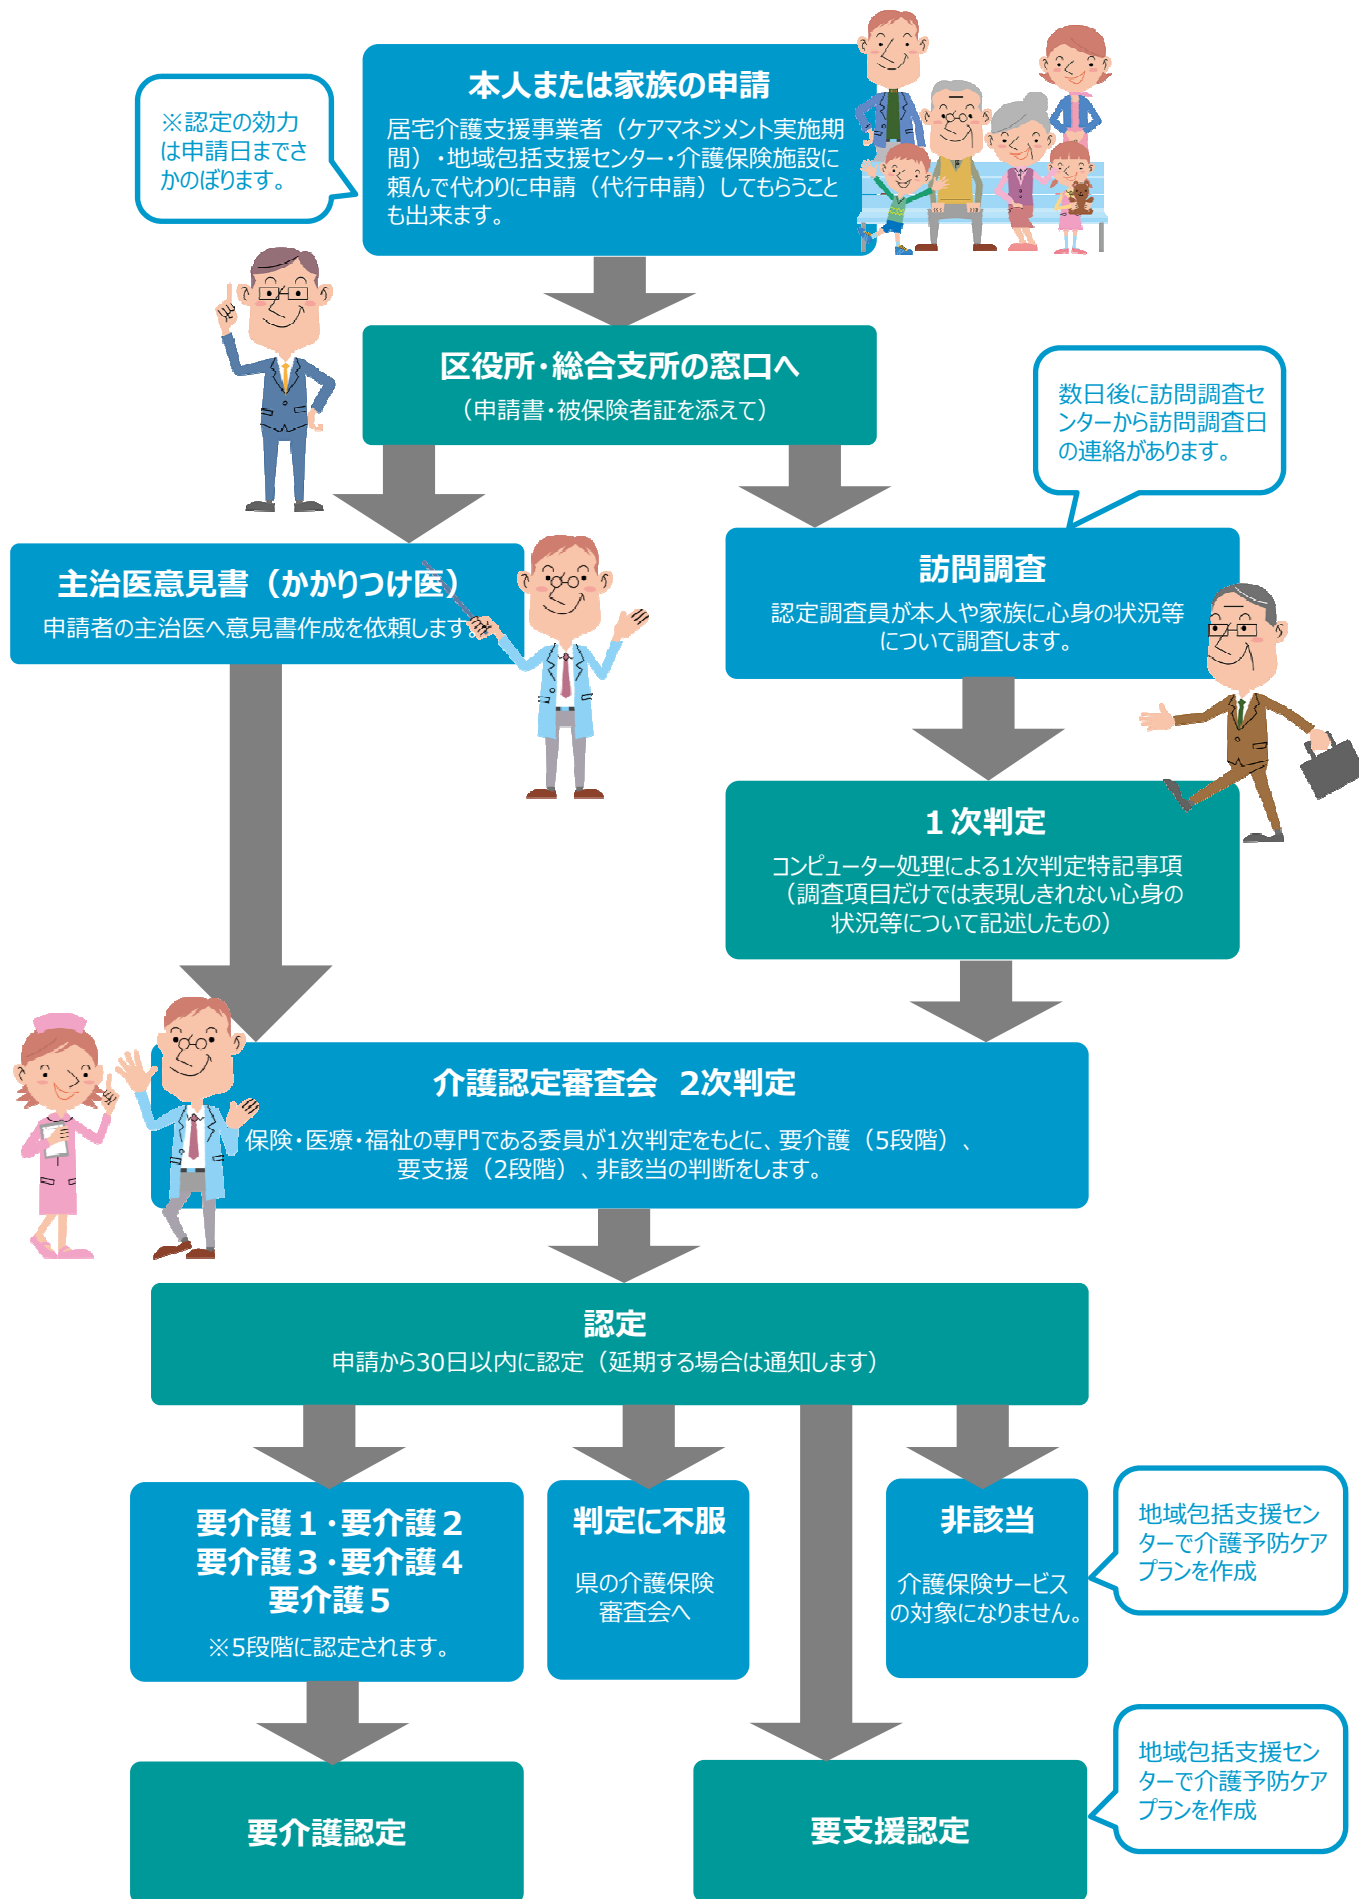 本人または家族の申請
居宅介護支援事業者（ケアマネジメント実施期
間）・地域包括支援センター・介護保険施設に
頼んで代わりに申請（代行申請）してもらうこと
も出来ます。
※認定の効力
は申請日までさ
かのぼります。
区役所・総合支所の窓口へ
（申請書・被保険者証を添えて）
数日後に訪問調査セ
ンターから訪問調査日
の連絡があります。
主治医意見書（かかりつけ医）
申請者の主治医へ意見書作成を依頼します。
訪問調査
認定調査員が本人や家族に心身の状況等
について調査します。
１次判定
コンピューター処理による1次判定特記事項
（調査項目だけでは表現しきれない心身の
状況等について記述したもの）
介護認定審査会 2次判定
保険・医療・福祉の専門である委員が1次判定をもとに、要介護（5段階）、
要支援（2段階）、非該当の判断をします。
認定
申請から30日以内に認定（延期する場合は通知します）
要介護１・要介護２
要介護３・要介護４
要介護５
※5段階に認定されます。
判定に不服
県の介護保険
審査会へ
非該当
介護保険サービス
の対象になりません。
地域包括支援セン
ターで介護予防ケア
プランを作成
要介護認定
要支援認定
地域包括支援セン
ターで介護予防ケア
プランを作成